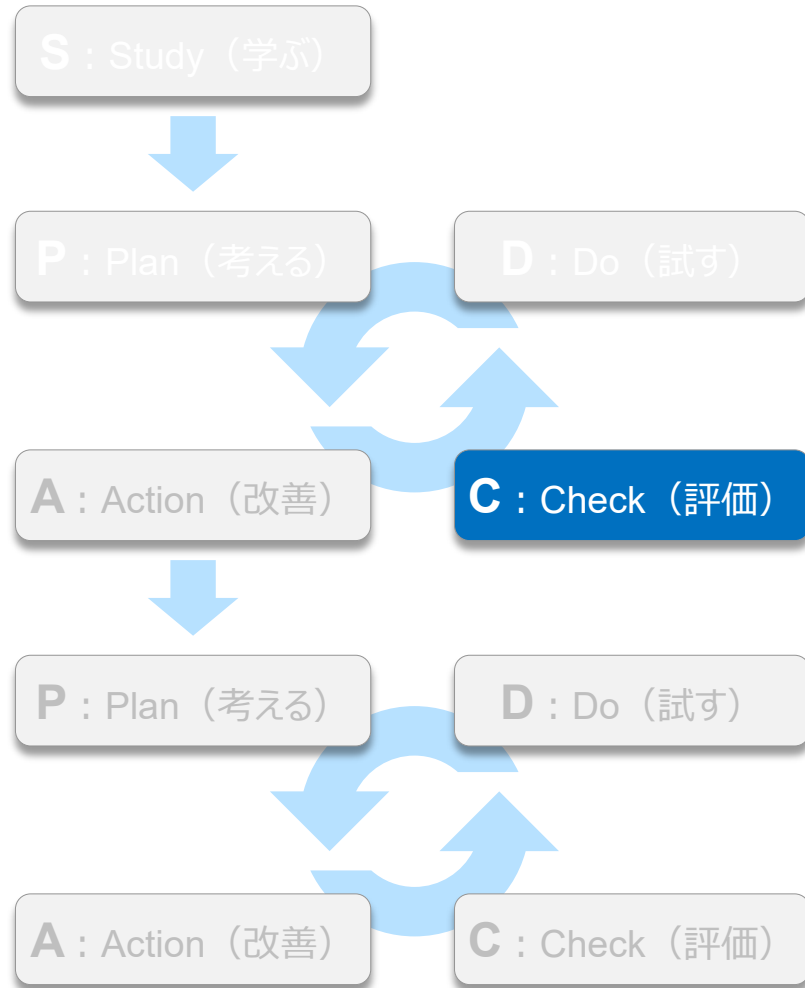 S：Study（学ぶ）
P：Plan（考える）
D：Do（試す）
A：Action（改善）
C：Check（評価）
P：Plan（考える）
D：Do（試す）
A：Action（改善）
C：Check（評価）